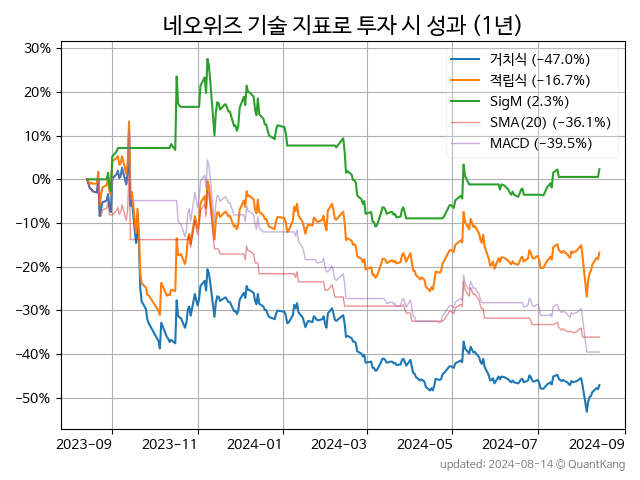 네오위즈 기술 지표로 투자 시 성과 (1년)
거치식 (−47.0%)
적립식 (−16.7%)
SigM (2.3%)
SMA(20) (−36.1%)
MACD (−39.5%)
30%
20%
10%
0%
−10%
−20%
−30%
−40%
−50%
2023-09 2023-11 2024-01 2024-03 2024-05 2024-07 2024-09
updated: 2024-08-14 © QuantKang